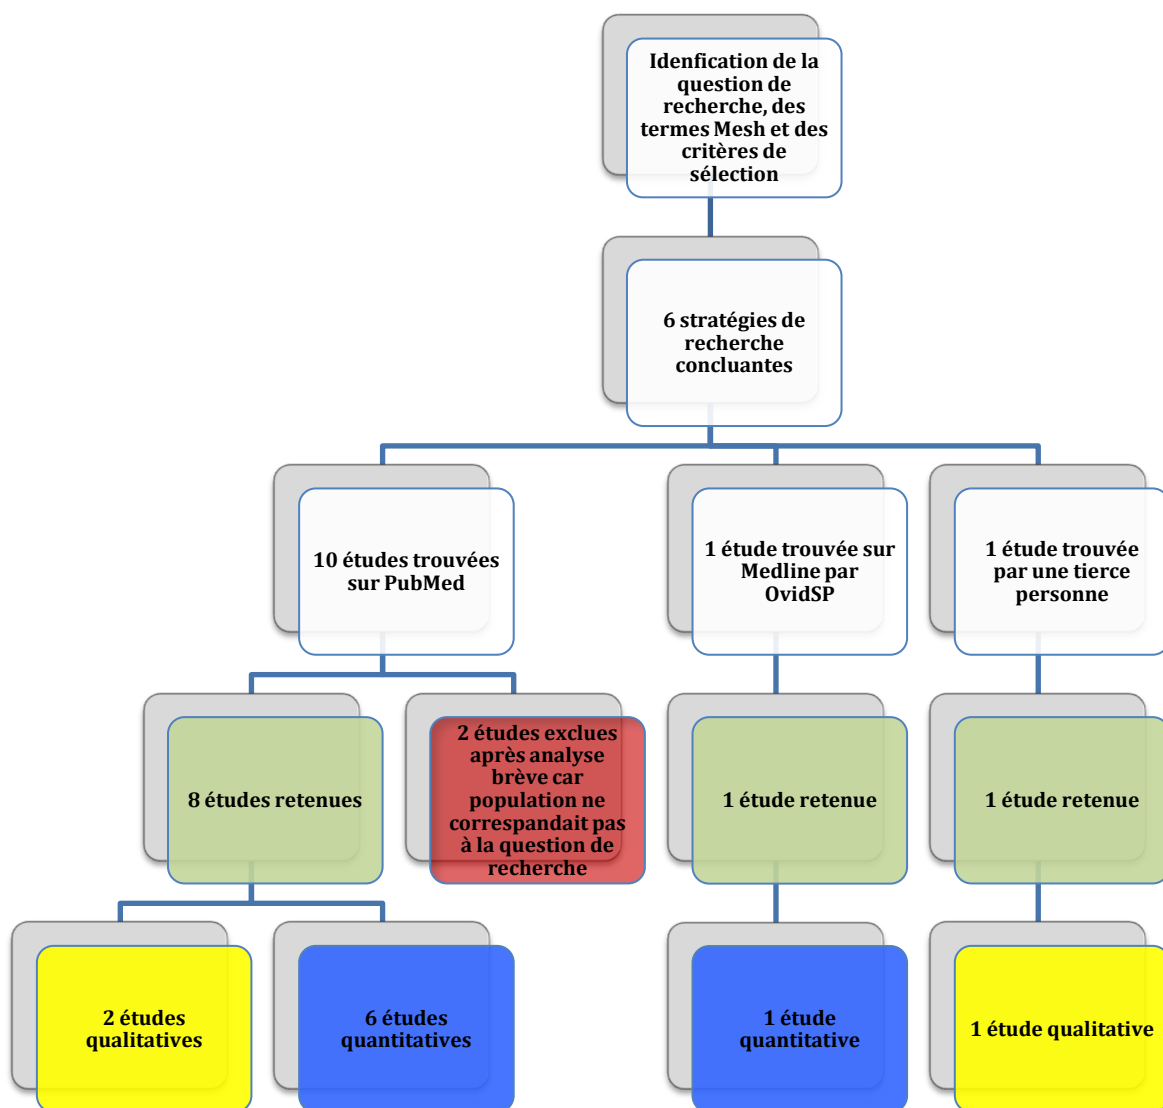 Idenfication de la
question de
recherche, des
termes Mesh et des
critères de
sélection
6 stratégies de
recherche
concluantes
10 études trouvées
sur PubMed
1 étude trouvée sur
Medline par
OvidSP
1 étude trouvée
par une tierce
personne
8 études retenues
2 études exclues
après analyse
brève car
population ne
correspandait pas
à la question de
recherche
1 étude retenue
1 étude retenue
2 études
qualitatives
6 études
quantitatives
1 étude
quantitative
1 étude qualitative